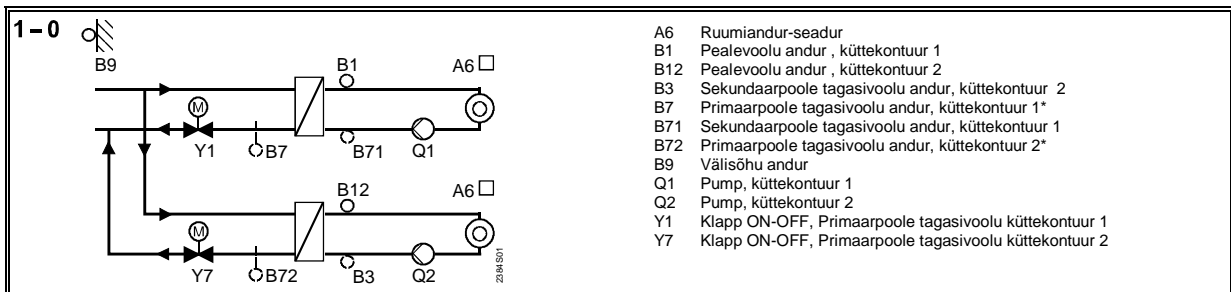 1 – 0
B9
B1
A6
M
Y1
B7
B71
Q1
B12
A6
M
Y7
B72
B3
Q2
2384S01
A6 Ruumiandur-seadur
B1 Pealevoolu andur , küttekontuur 1
B12 Pealevoolu andur , küttekontuur 2
B3 Sekundaarpoole tagasivoolu andur, küttekontuur 2
B7 Primaarpoole tagasivoolu andur, küttekontuur 1*
B71 Sekundaarpoole tagasivoolu andur, küttekontuur 1
B72 Primaarpoole tagasivoolu andur, küttekontuur 2*
B9 Välisõhu andur
Q1 Pump, küttekontuur 1
Q2 Pump, küttekontuur 2
Y1 Klapp ON-OFF, Primaarpoole tagasivoolu küttekontuur 1
Y7 Klapp ON-OFF, Primaarpoole tagasivoolu küttekontuur 2